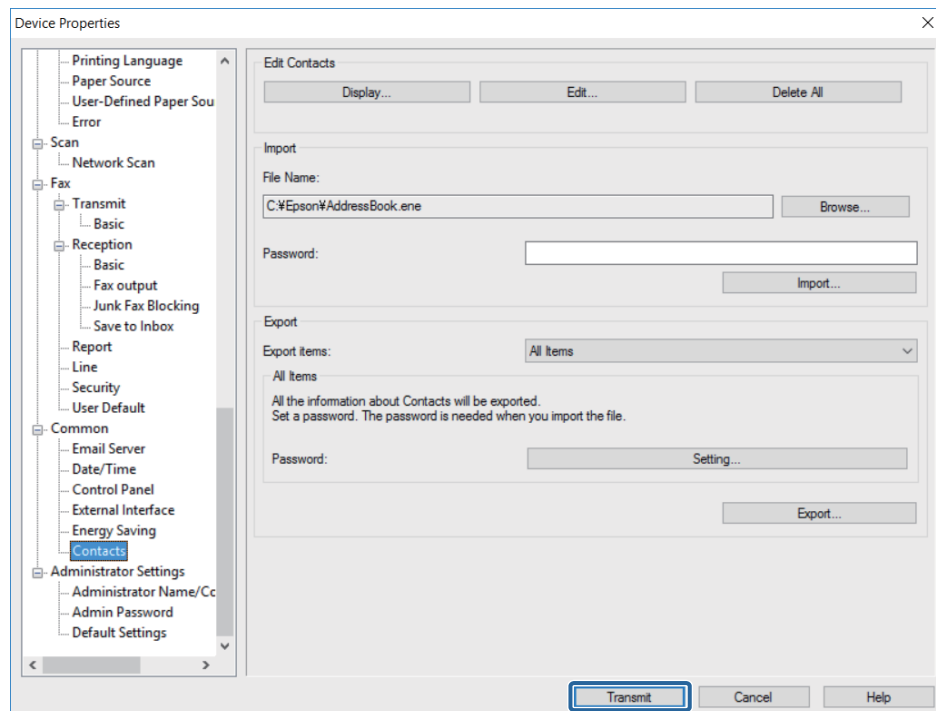 Device Properties
Printing Language
Paper Source
User-Defined Paper Sou
Error
Scan
Network Scan
Fax
Transmit
Basic
Reception
Basic
Fax output
Junk Fax Blocking
Save to Inbox
Report
Line
Security
User Default
Common
Email Server
Date/Time
Control Panel
External Interface
Energy Saving
Contacts
Administrator Settings
Administrator Name/Cc
Admin Password
Default Settings
Edit Contacts
Display... Edit... Delete All
Import
File Name:
C:¥Epson¥AddressBook.ene Browse...
Password:
Import...
Export
Export items: All Items
All Items
All the information about Contacts will be exported.
Set a password. The password is needed when you import the file.
Password: Setting...
Export...
Transmit Cancel Help